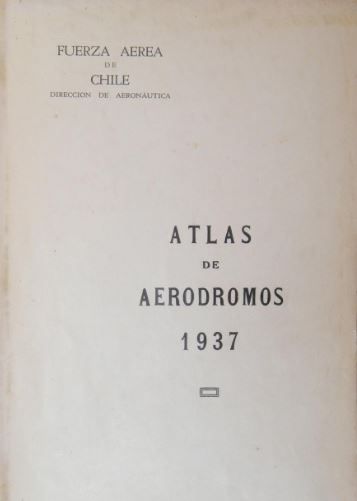 FUERZA AEREA
DE
CHILE
DIRECCION DE AERONAUTICA
ATLAS
DE
AERODROMOS
1937